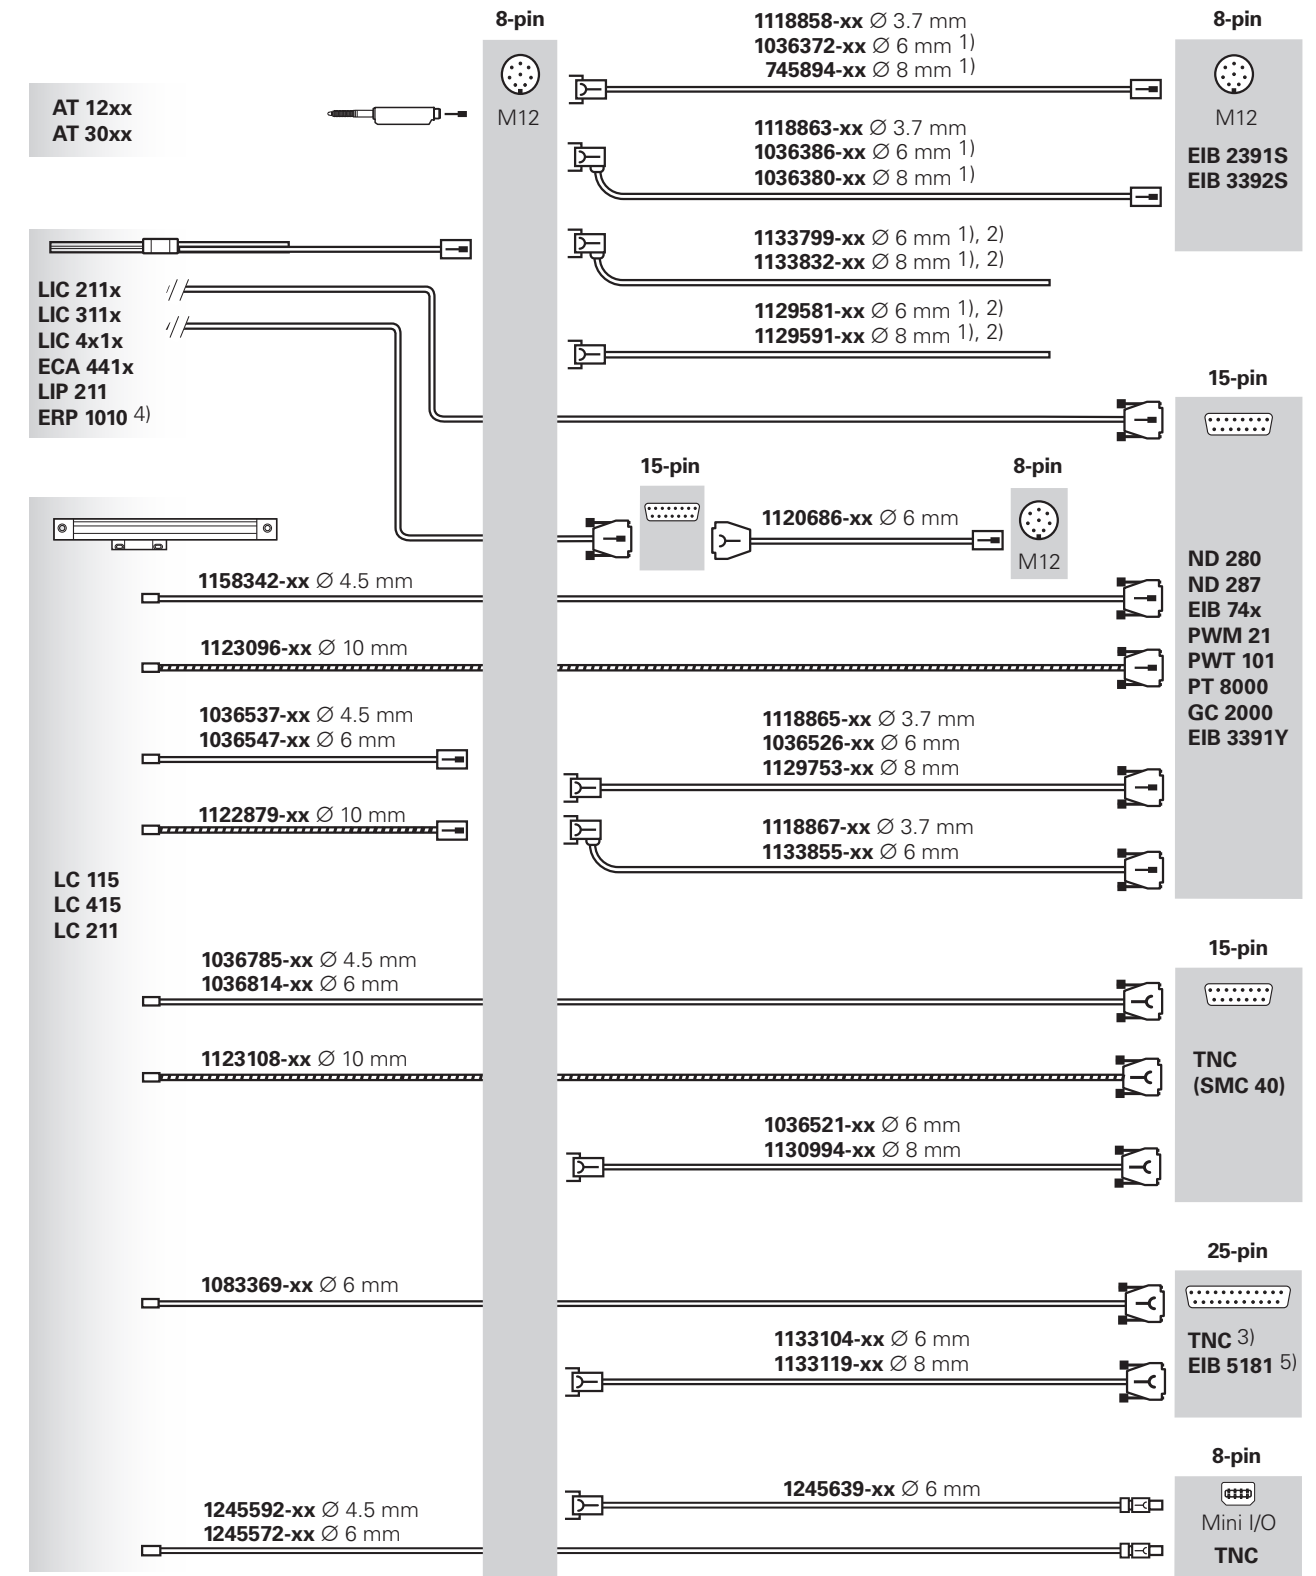 8-pin
1118858-xx Ø 3.7 mm
8-pin
1036372-xx Ø 6 mm 1)
745894-xx Ø 8 mm 1)
AT 12xx
AT 30xx
M12
M12
1118863-xx Ø 3.7 mm
1036386-xx Ø 6 mm 1)
1036380-xx Ø 8 mm 1)
EIB 2391S
EIB 3392S
1133799-xx Ø 6 mm 1), 2)
1133832-xx Ø 8 mm 1), 2)
LIC 211x
LIC 311x
LIC 4x1x
ECA 441x
LIP 211
ERP 1010 4)
1129581-xx Ø 6 mm 1), 2)
1129591-xx Ø 8 mm 1), 2)
15-pin
15-pin
8-pin
1120686-xx Ø 6 mm
M12
ND 280
ND 287
EIB 74x
PWM 21
PWT 101
PT 8000
GC 2000
EIB 3391Y
1158342-xx Ø 4.5 mm
1123096-xx Ø 10 mm
1036537-xx Ø 4.5 mm
1036547-xx Ø 6 mm
1118865-xx Ø 3.7 mm
1036526-xx Ø 6 mm
1129753-xx Ø 8 mm
1122879-xx Ø 10 mm
1118867-xx Ø 3.7 mm
1133855-xx Ø 6 mm
LC 115
LC 415
LC 211
15-pin
1036785-xx Ø 4.5 mm
1036814-xx Ø 6 mm
1123108-xx Ø 10 mm
TNC
(SMC 40)
1036521-xx Ø 6 mm
1130994-xx Ø 8 mm
25-pin
1083369-xx Ø 6 mm
1133104-xx Ø 6 mm
1133119-xx Ø 8 mm
TNC 3)
EIB 5181 5)
8-pin
1245639-xx Ø 6 mm
1245592-xx Ø 4.5 mm
1245572-xx Ø 6 mm
Mini I/O
TNC